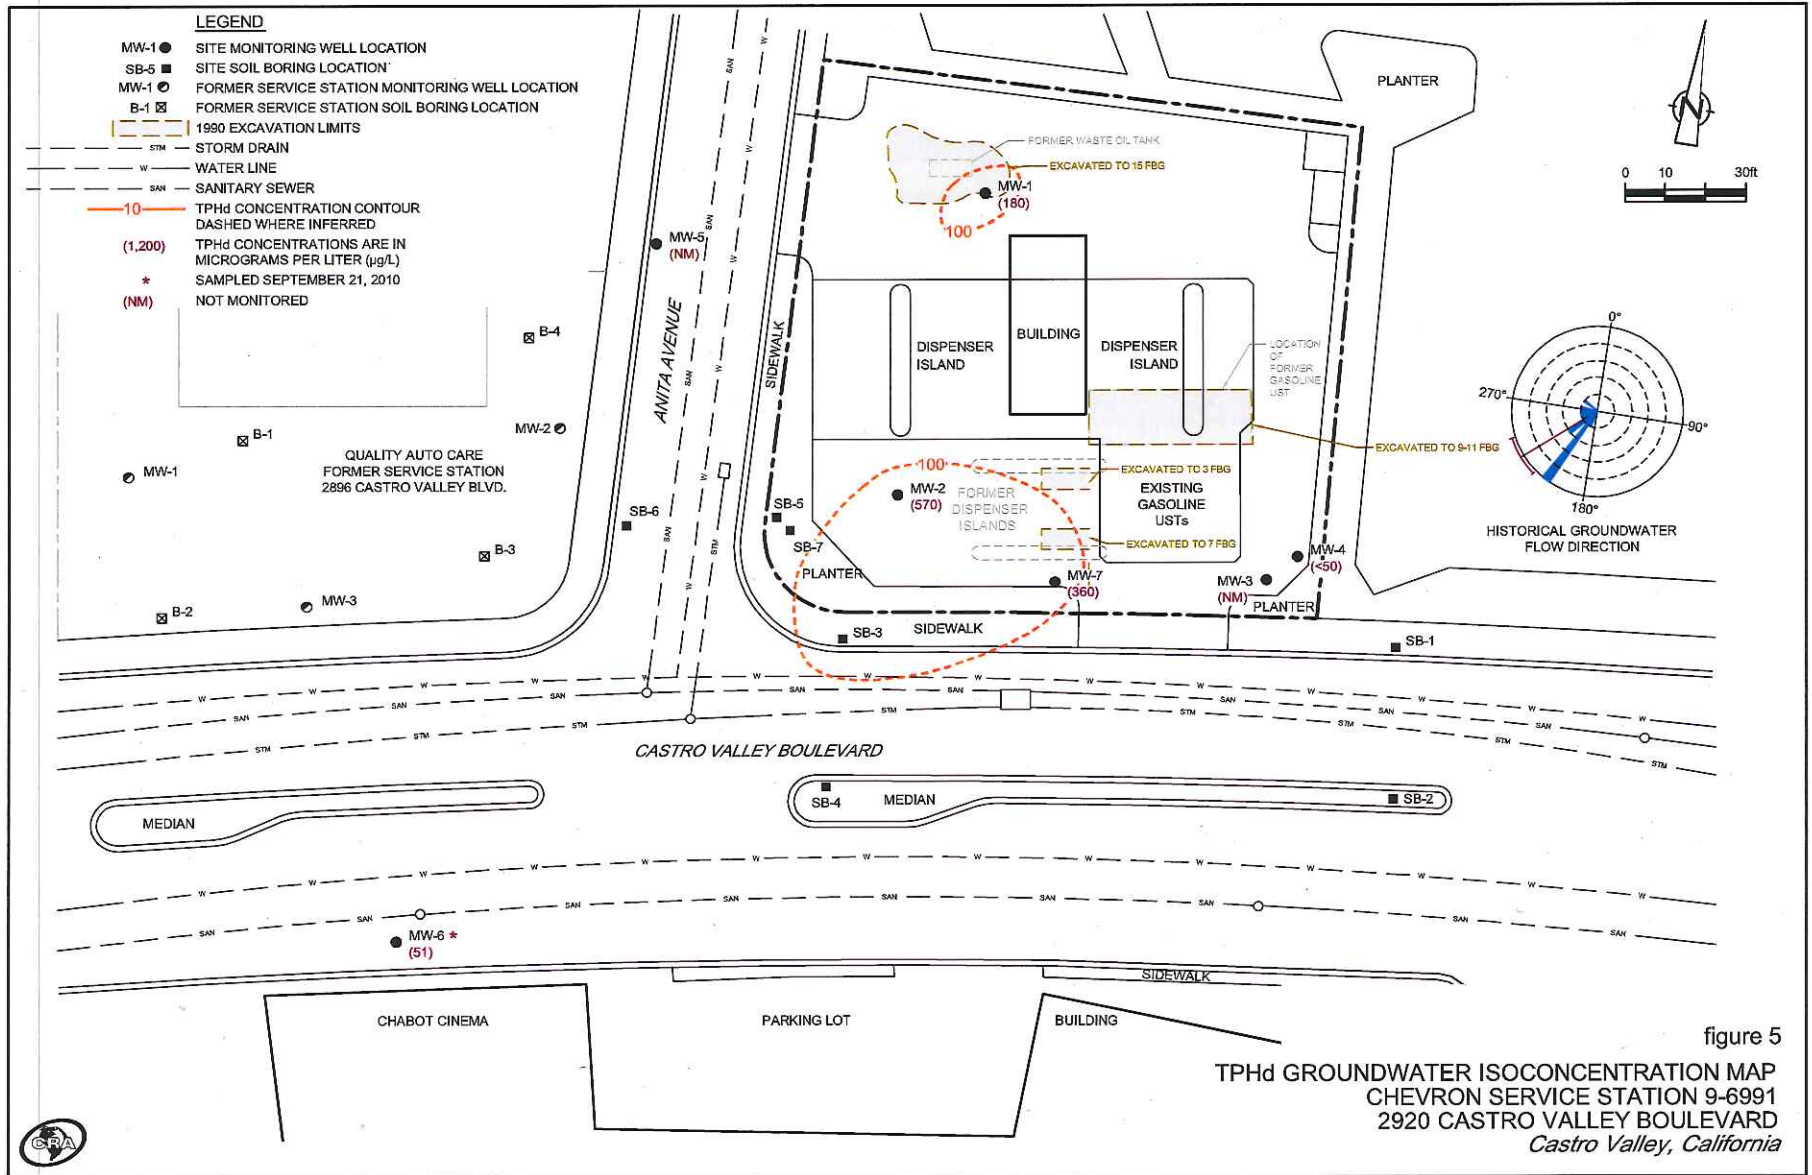 LEGEND
MW-1 SITE MONITORING WELL LOCATION
SB-5 SITE SOIL BORING LOCATION
MW-1 FORMER SERVICE STATION MONITORING WELL LOCATION
B-1 FORMER SERVICE STATION SOIL BORING LOCATION
1990 EXCAVATION LIMITS
STM STORM DRAIN
W WATER LINE
SAN SANITARY SEWER
10 TPHd CONCENTRATION CONTOUR
DASHED WHERE INFERRED
(1,200) TPHd CONCENTRATIONS ARE IN
MICROGRAMS PER LITER (µg/L)
* SAMPLED SEPTEMBER 21, 2010
(NM) NOT MONITORED
PLANTER
N
0 10 30ft
FORMER WASTE OIL TANK
EXCAVATED TO 15 FBG
MW-1
(180)
100
MW-5
(NM)
ANITA AVENUE
SIDEWALK
BUILDING
DISPENSER
ISLAND
DISPENSER
ISLAND
LOCATION
OF
FORMER
GASOLINE
UST
EXCAVATED TO 9-11 FBG
0°
90°
180°
270°
HISTORICAL GROUNDWATER
FLOW DIRECTION
B-4
B-1
MW-2
MW-1
QUALITY AUTO CARE
FORMER SERVICE STATION
2896 CASTRO VALLEY BLVD.
B-3
B-2
MW-3
SB-6
SB-5
SB-7
100
MW-2
(570)
FORMER
DISPENSER
ISLANDS
EXCAVATED TO 3 FBG
EXISTING
GASOLINE
USTs
EXCAVATED TO 7 FBG
PLANTER
MW-7
(360)
MW-4
(<50)
MW-3
(NM)
PLANTER
SB-3
SIDEWALK
SB-1
W
SAN
STM
CASTRO VALLEY BOULEVARD
MEDIAN
SB-4
MEDIAN
SB-2
W
SAN
MW-6 *
(51)
SIDEWALK
CHABOT CINEMA
PARKING LOT
BUILDING
figure 5
TPHd GROUNDWATER ISOCONCENTRATION MAP
CHEVRON SERVICE STATION 9-6991
2920 CASTRO VALLEY BOULEVARD
Castro Valley, California
CRA